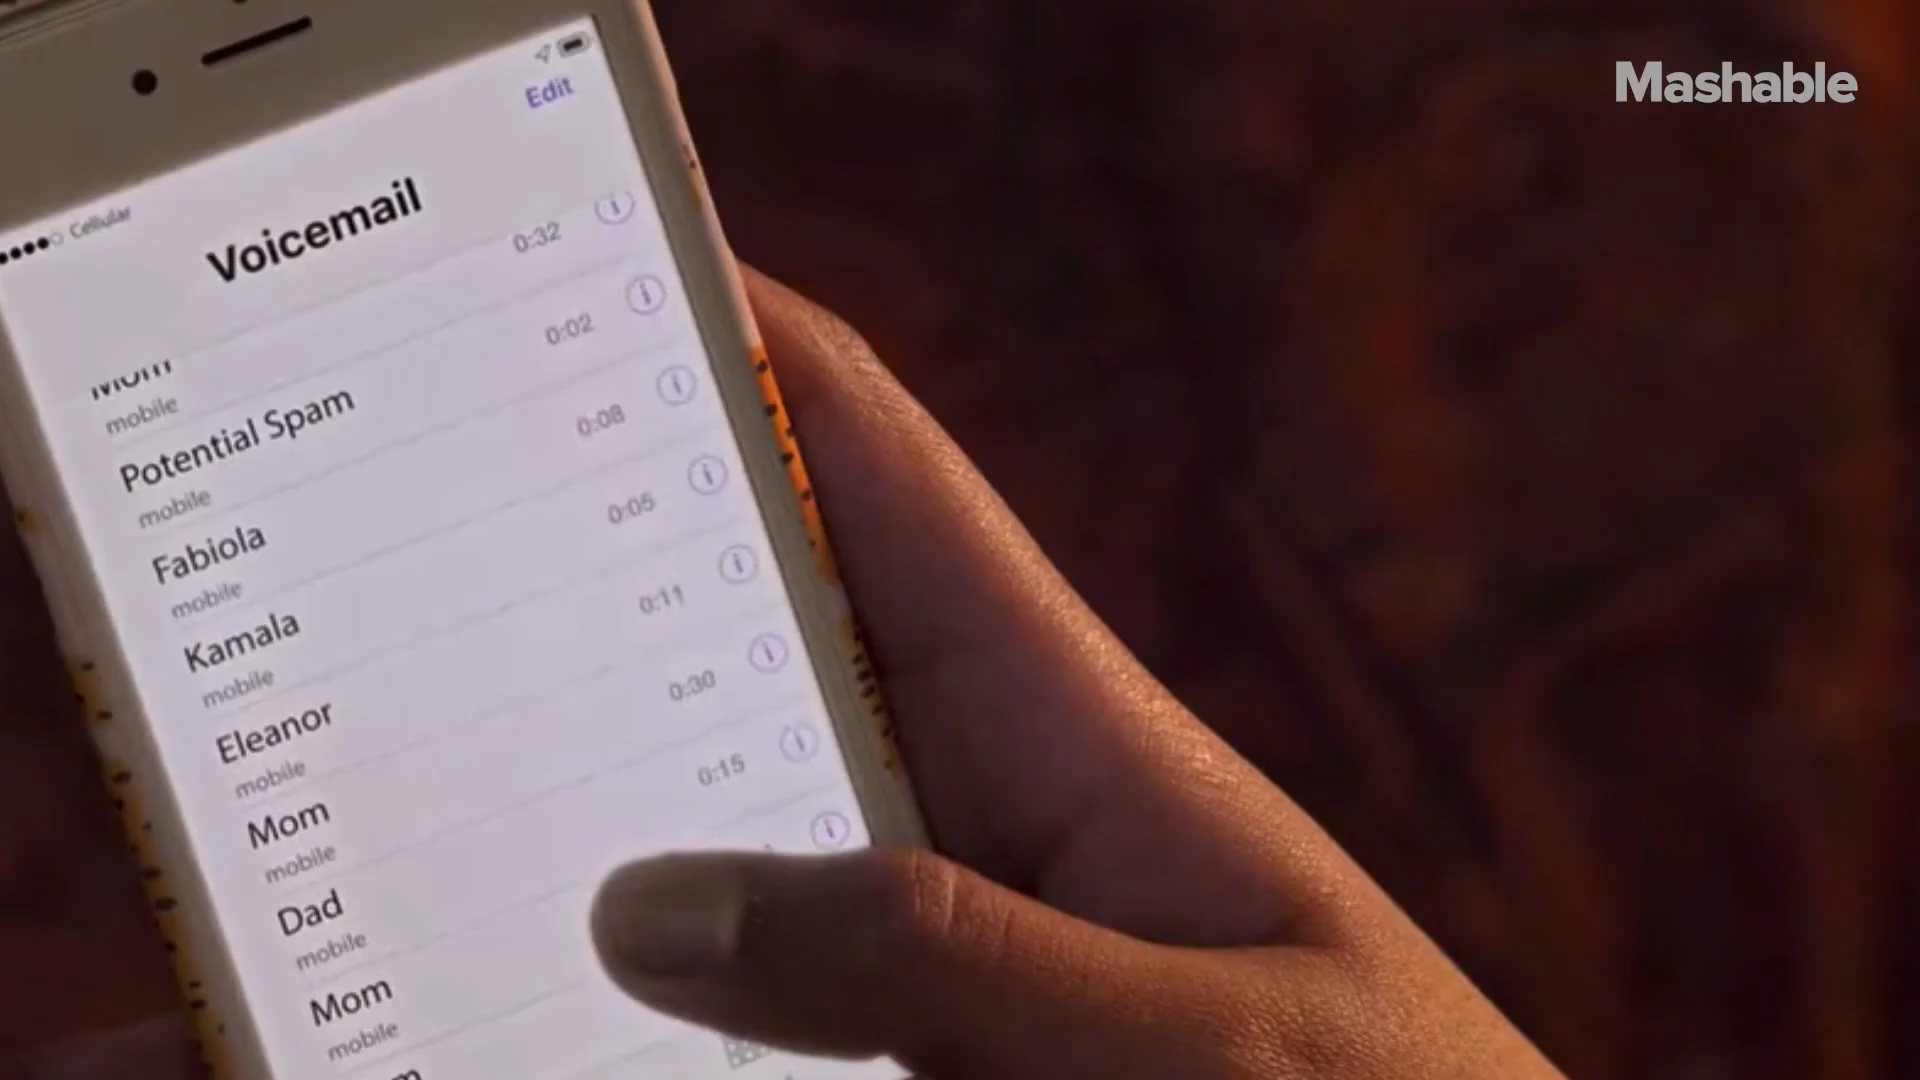 Mashable
Cellular
Edit
Voicemail
Mom
mobile
0:32
Potential Spam
mobile
0:02
Fabiola
mobile
0:08
Kamala
mobile
0:05
Eleanor
mobile
0:11
Mom
mobile
0:30
Dad
mobile
0:15
Mom
mobile